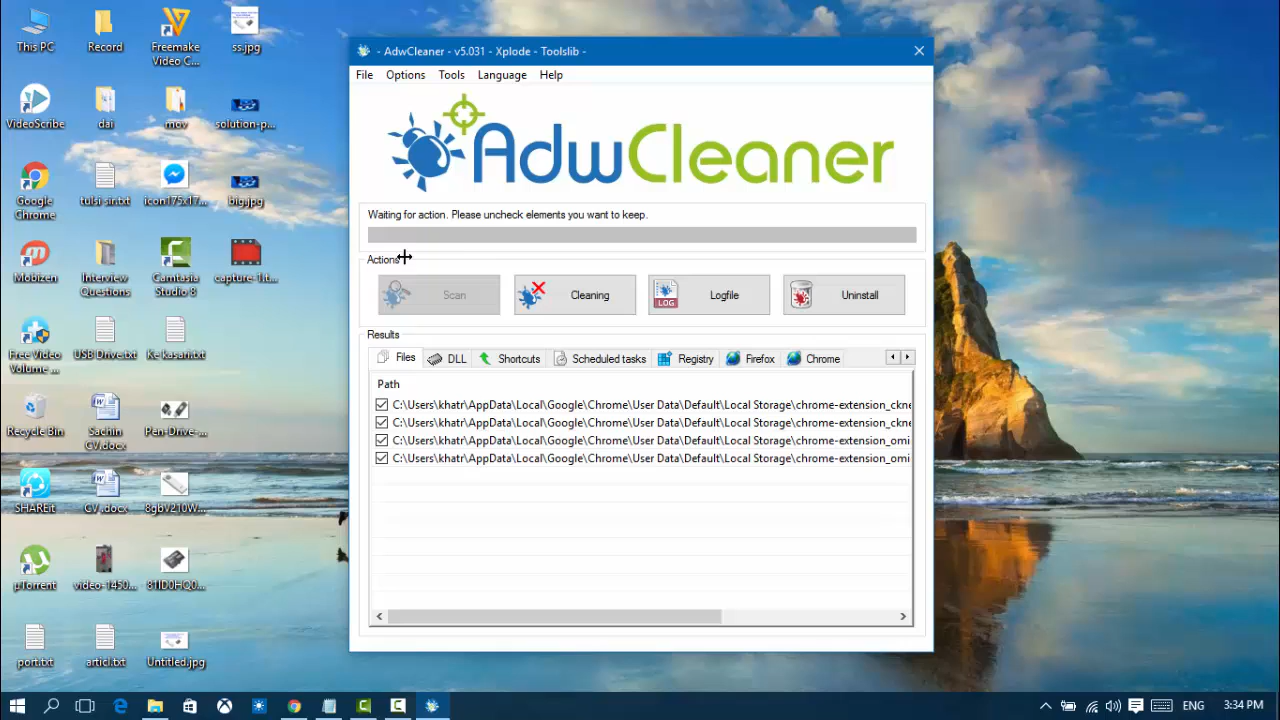 This PC
Record
Freemake
Video C...
ss.jpg
VideoScribe
dai
mov
solution-p...
Google
Chrome
tulsi sir.txt
icon175x17...
big.jpg
Mobizen
Interview
Questions
Camtasia
Studio 8
capture-1.t...
Free Video
Volume ...
USB Drive.txt
ke kasari.txt
Recycle Bin
Sachin
CV.docx
Pen-Drive-...
SHAREit
CV .docx
8gbV210W...
µTorrent
video-1450...
81ID0HQ0...
port.txt
articl.txt
Untitled.jpg
- AdwCleaner - v5.031 - Xplode - Toolslib -
File Options Tools Language Help
AdwCleaner
Waiting for action. Please uncheck elements you want to keep.
Actions
Scan
Cleaning
LOG
Logfile
Uninstall
Results
Files DLL Shortcuts Scheduled tasks Registry Firefox Chrome
Path
C:\Users\khatr\AppData\Local\Google\Chrome\User Data\Default\Local Storage\chrome-extension_ckne
C:\Users\khatr\AppData\Local\Google\Chrome\User Data\Default\Local Storage\chrome-extension_ckne
C:\Users\khatr\AppData\Local\Google\Chrome\User Data\Default\Local Storage\chrome-extension_omi
C:\Users\khatr\AppData\Local\Google\Chrome\User Data\Default\Local Storage\chrome-extension_omi
ENG 3:34 PM